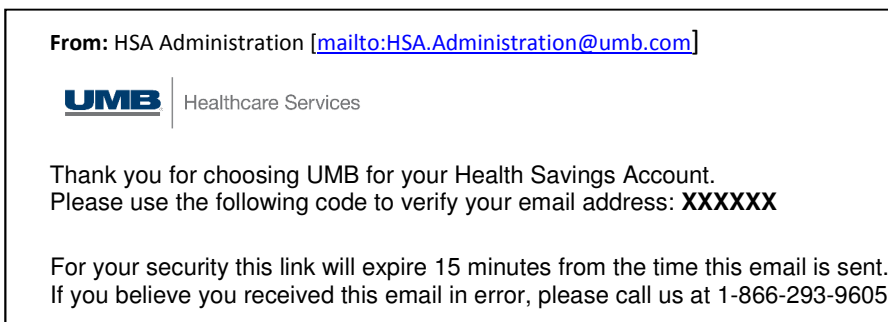 From: HSA Administration [mailto:HSA.Administration@umb.com]
UMB Healthcare Services
Thank you for choosing UMB for your Health Savings Account.
Please use the following code to verify your email address: XXXXXX
For your security this link will expire 15 minutes from the time this email is sent.
If you believe you received this email in error, please call us at 1-866-293-9605